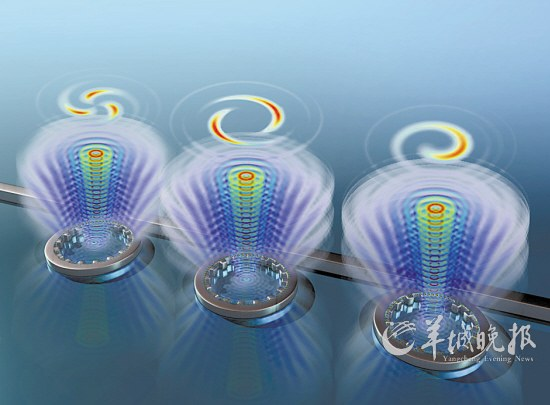 羊城晚报
Yangcheng Evening News